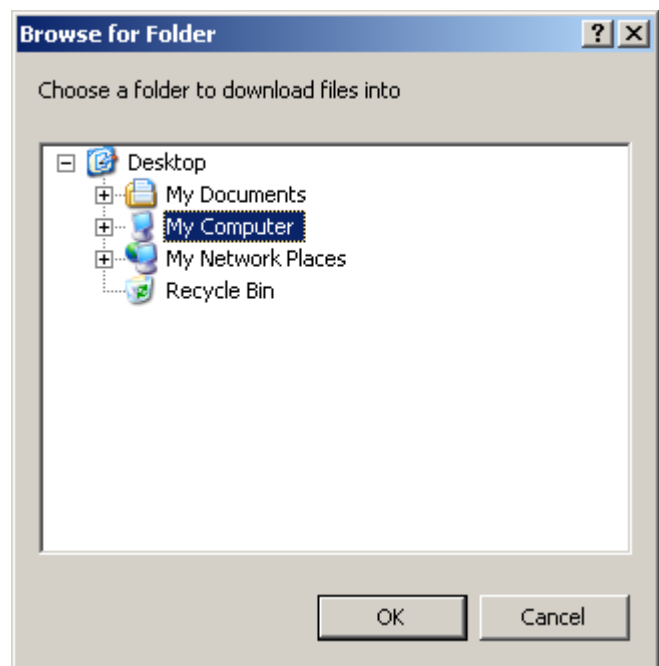 Browse for Folder
Choose a folder to download files into
Desktop
My Documents
My Computer
My Network Places
Recycle Bin
OK Cancel